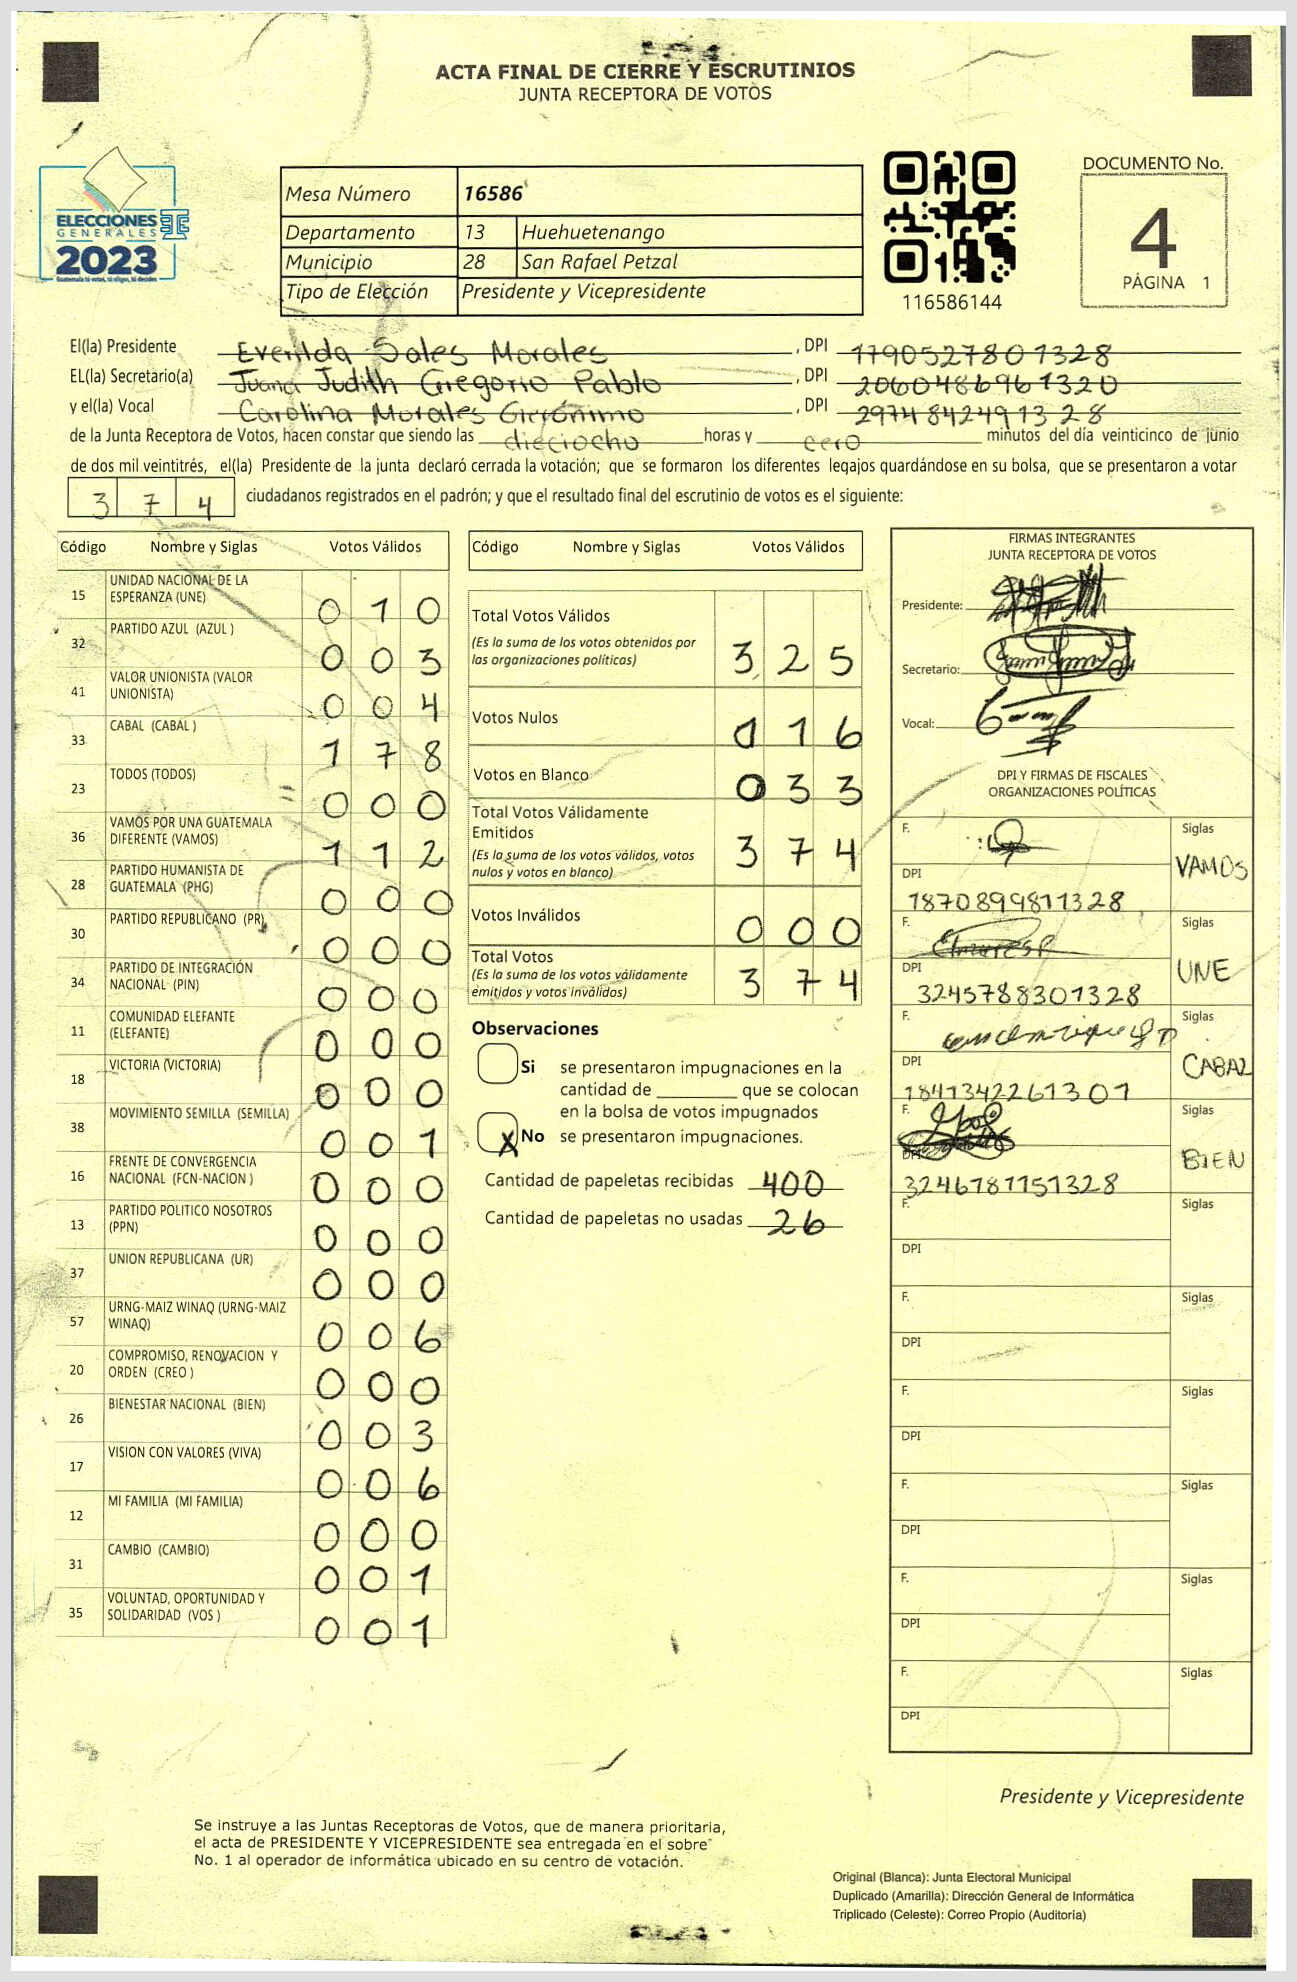 ACTA FINAL DE CIERRE Y ESCRUTINIOS
JUNTA RECEPTORA DE VOTOS
ELECCIONES
GENERALES
2023
Mesa Número 16586
Departamento 13 Huehuetenango
Municipio 28 San Rafael Petzal
Tipo de Elección Presidente y Vicepresidente
116586144
DOCUMENTO No.
4
PÁGINA 1
El(la) Presidente Everilda Sales Morales, DPI 1790527801328
EL(la) Secretario(a) Juana Judith Gregorio Pablo, DPI 2060486961320
y el(la) Vocal Carolina Morales Gierónimo, DPI 2974842491328
de la Junta Receptora de Votos, hacen constar que siendo las dieciocho horas y cero minutos del día veinticinco de junio
de dos mil veintitrés, el(la) Presidente de la junta declaró cerrada la votación; que se formaron los diferentes legajos guardándose en su bolsa, que se presentaron a votar
3 7 4 ciudadanos registrados en el padrón; y que el resultado final del escrutinio de votos es el siguiente:
Código Nombre y Siglas Votos Válidos
15 UNIDAD NACIONAL DE LA ESPERANZA (UNE) 0 1 0
32 PARTIDO AZUL (AZUL ) 0 0 3
41 VALOR UNIONISTA (VALOR UNIONISTA) 0 0 4
33 CABAL (CABAL ) 1 7 8
23 TODOS (TODOS) 0 0 0
36 VAMOS POR UNA GUATEMALA DIFERENTE (VAMOS) 1 1 2
28 PARTIDO HUMANISTA DE GUATEMALA (PHG) 0 0 0
30 PARTIDO REPUBLICANO (PR) 0 0 0
34 PARTIDO DE INTEGRACIÓN NACIONAL (PIN) 0 0 0
11 COMUNIDAD ELEFANTE (ELEFANTE) 0 0 0
18 VICTORIA (VICTORIA) 0 0 0
38 MOVIMIENTO SEMILLA (SEMILLA) 0 0 1
16 FRENTE DE CONVERGENCIA NACIONAL (FCN-NACION ) 0 0 0
13 PARTIDO POLITICO NOSOTROS (PPN) 0 0 0
37 UNION REPUBLICANA (UR) 0 0 0
57 URNG-MAIZ WINAQ (URNG-MAIZ WINAQ) 0 0 6
20 COMPROMISO, RENOVACION Y ORDEN (CREO ) 0 0 0
26 BIENESTAR NACIONAL (BIEN) 0 0 3
17 VISION CON VALORES (VIVA) 0 0 6
12 MI FAMILIA (MI FAMILIA) 0 0 0
31 CAMBIO (CAMBIO) 0 0 1
35 VOLUNTAD, OPORTUNIDAD Y SOLIDARIDAD (VOS ) 0 0 1
Código Nombre y Siglas Votos Válidos
Total Votos Válidos 3 2 5
(Es la suma de los votos obtenidos por
las organizaciones políticas)
Votos Nulos 0 1 6
Votos en Blanco 0 3 3
Total Votos Válidamente
Emitidos 3 7 4
(Es la suma de los votos válidos, votos
nulos y votos en blanco)
Votos Inválidos 0 0 0
Total Votos 3 7 4
(Es la suma de los votos válidamente
emitidos y votos inválidos)
Observaciones
Si se presentaron impugnaciones en la
cantidad de ________ que se colocan
en la bolsa de votos impugnados
X No se presentaron impugnaciones.
Cantidad de papeletas recibidas 400
Cantidad de papeletas no usadas 26
FIRMAS INTEGRANTES
JUNTA RECEPTORA DE VOTOS
Presidente:
Secretario:
Vocal:
DPI Y FIRMAS DE FISCALES
ORGANIZACIONES POLÍTICAS
F. Siglas
VAMOS
DPI
1870899811328
F. Siglas
UNE
DPI
3245788301328
F. Siglas
CABAL
DPI
1841342261301
F. Siglas
BIEN
DPI
3246781151328
F. Siglas
DPI
F. Siglas
DPI
F. Siglas
DPI
F. Siglas
DPI
F. Siglas
DPI
F. Siglas
DPI
Presidente y Vicepresidente
Se instruye a las Juntas Receptoras de Votos, que de manera prioritaria,
el acta de PRESIDENTE Y VICEPRESIDENTE sea entregada en el sobre
No. 1 al operador de informática ubicado en su centro de votación.
Original (Blanca): Junta Electoral Municipal
Duplicado (Amarilla): Dirección General de Informática
Triplicado (Celeste): Correo Propio (Auditoría)